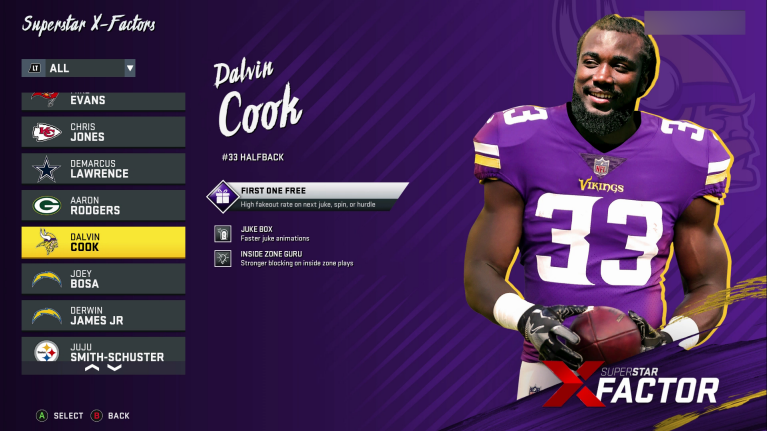 Superstar X-Factors
LT ALL
EVANS
CHRIS
JONES
DEMARCUS
LAWRENCE
AARON
RODGERS
DALVIN
COOK
JOEY
BOSA
DERWIN
JAMES JR
JUJU
SMITH-SCHUSTER
A SELECT B BACK
Dalvin
Cook
#33 HALFBACK
FIRST ONE FREE
High fakeout rate on next juke, spin, or hurdle
JUKE BOX
Faster juke animations
INSIDE ZONE GURU
Stronger blocking on inside zone plays
33
33
NFL
VIKINGS
33
SUPERSTAR
X FACTOR